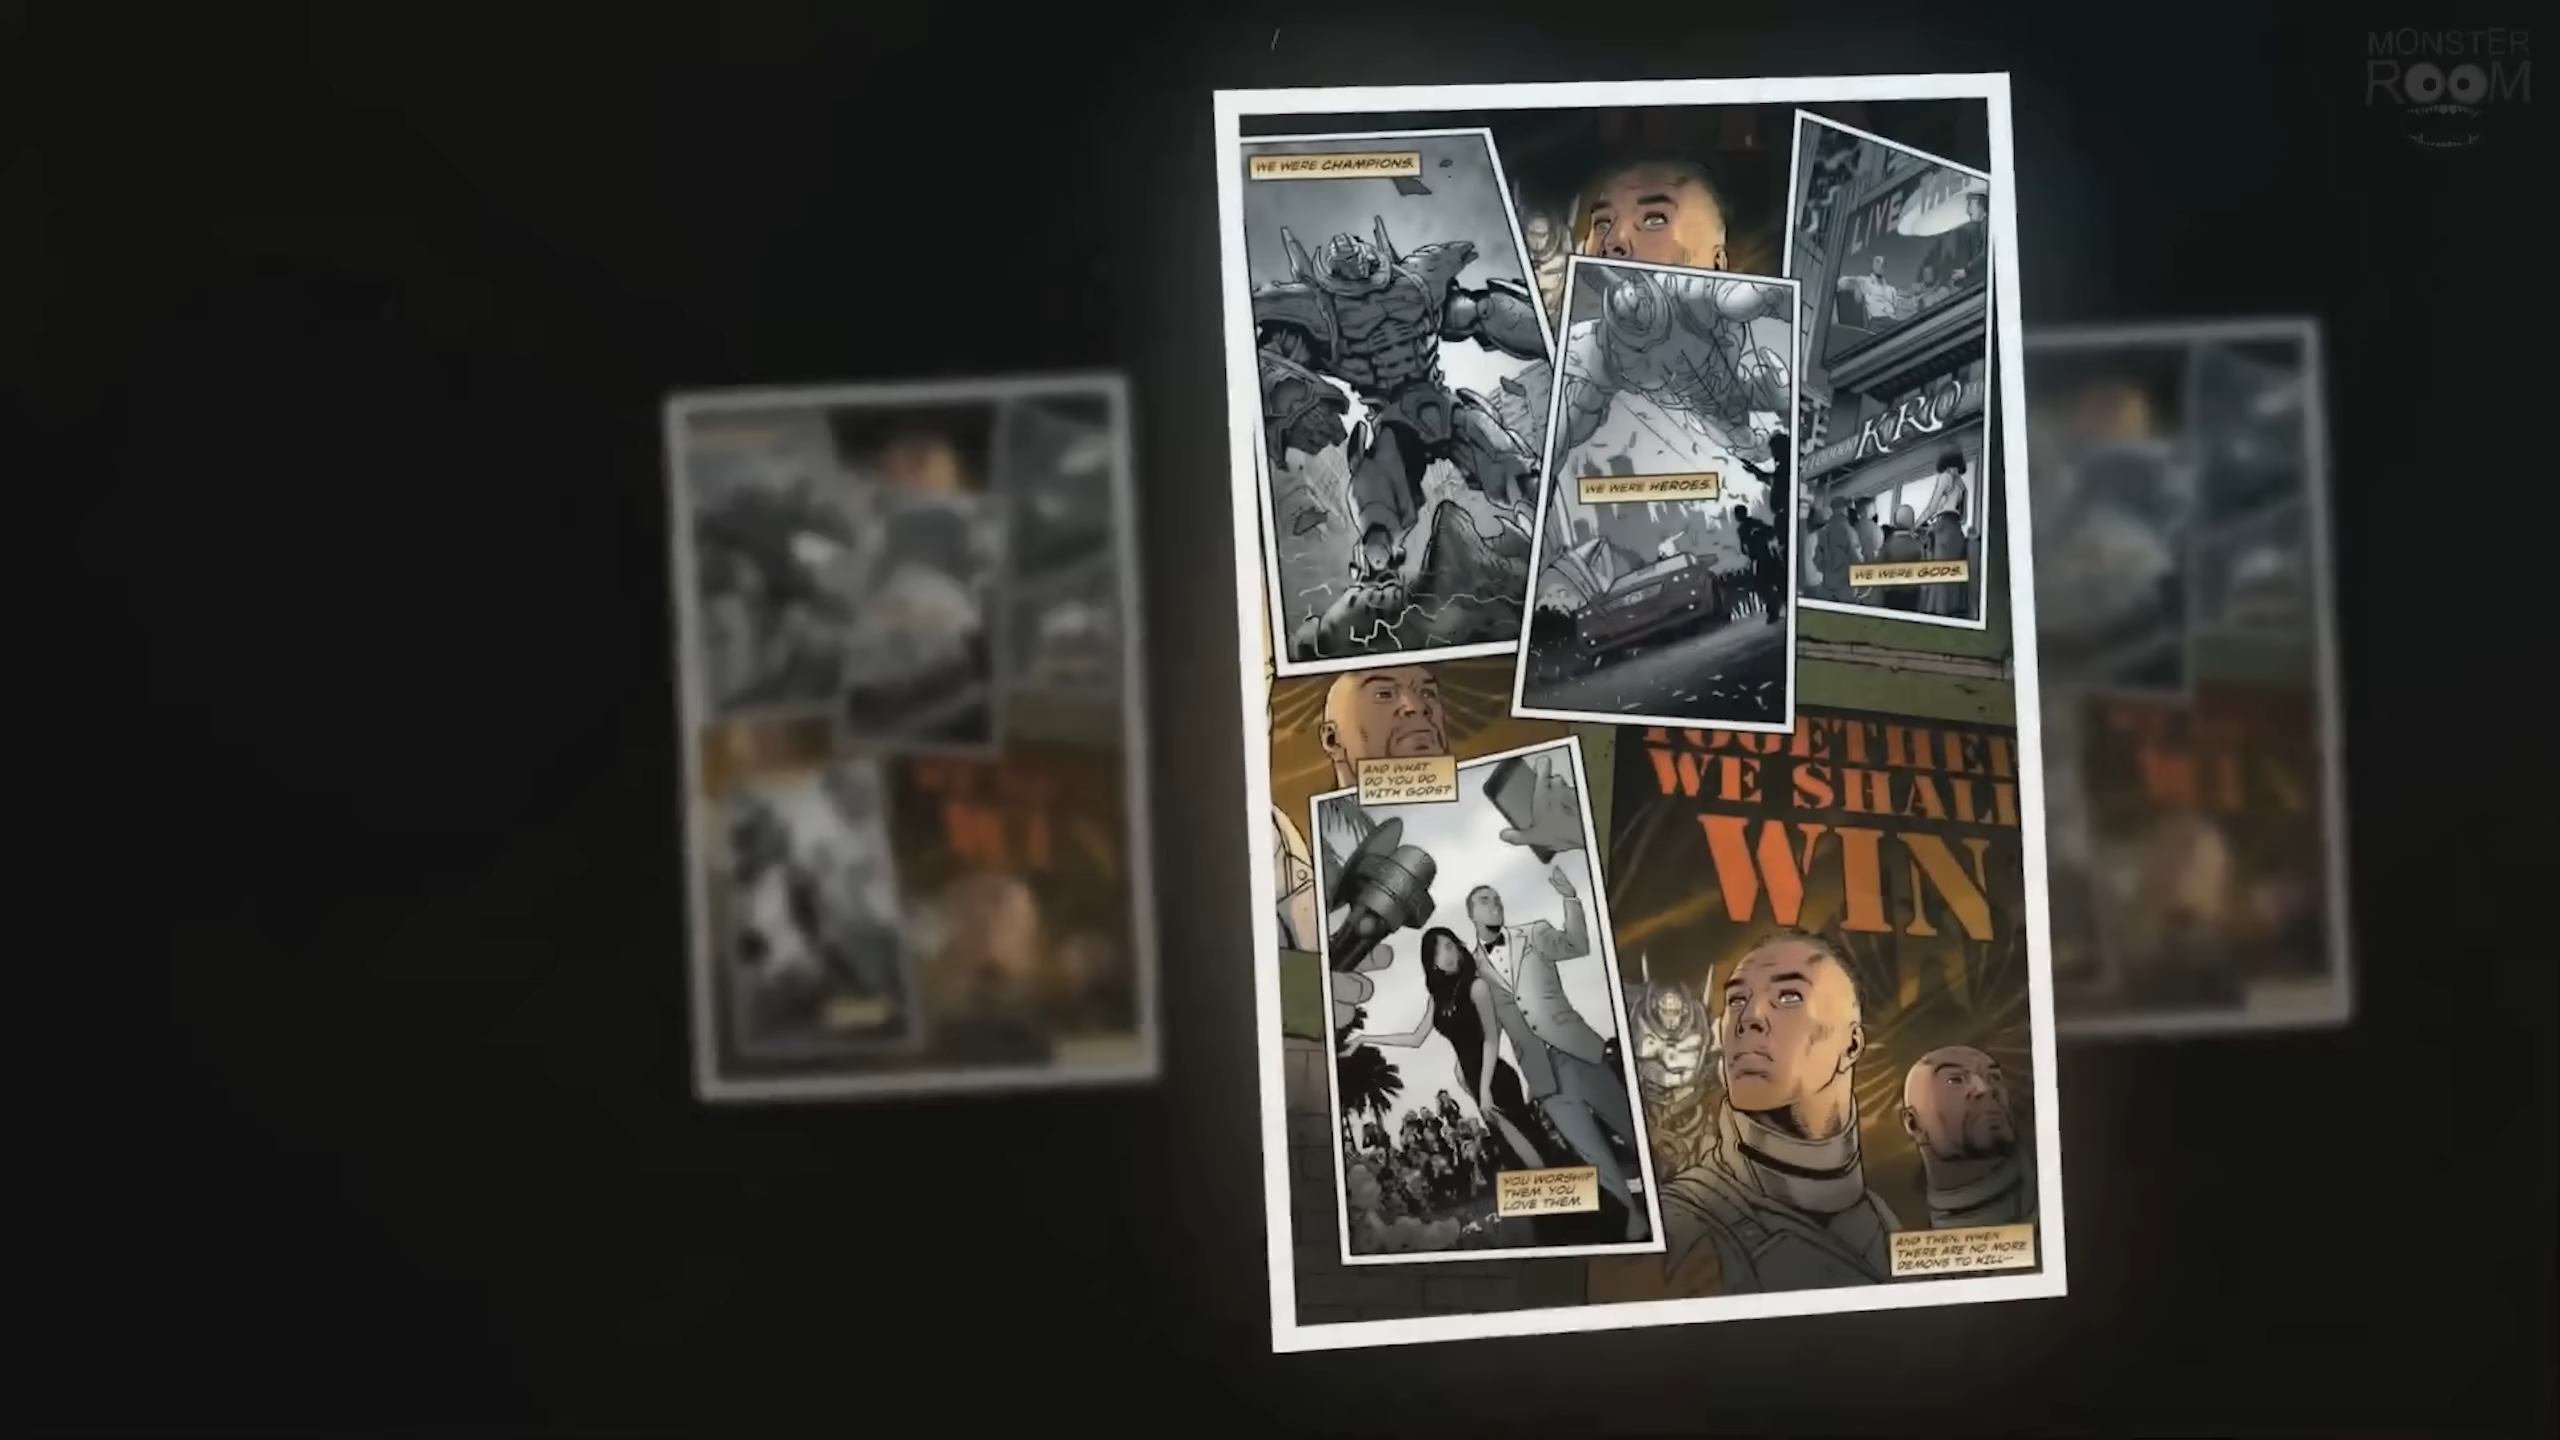 MONSTER
ROOM
WE WERE CHAMPIONS.
LIVE
WE WERE HEROES.
KRO
WE WERE GODS.
AND WHAT
DO YOU DO
WITH GODS?
TOGETHER
WE SHALL
WIN
YOU WORSHIP
THEM. YOU
LOVE THEM.
AND THEN, WHEN
THERE ARE NO MORE
DEMONS TO KILL—